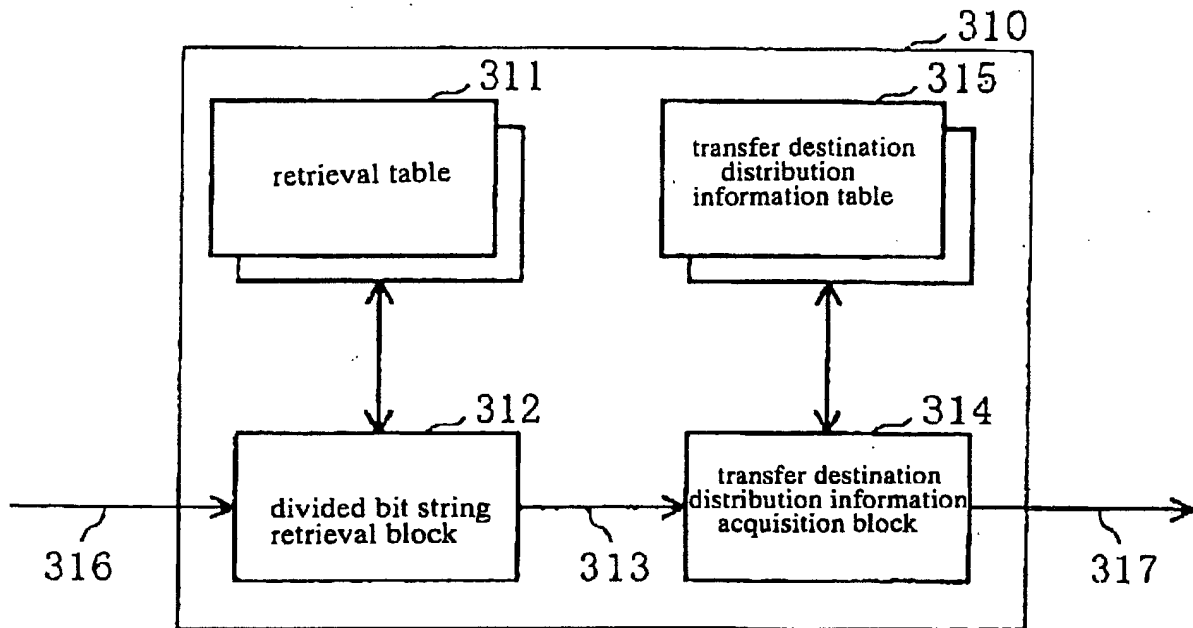 310
311
315
retrieval table
transfer destination
distribution
information table
312
314
divided bit string
retrieval block
transfer destination
distribution information
acquisition block
316
313
317